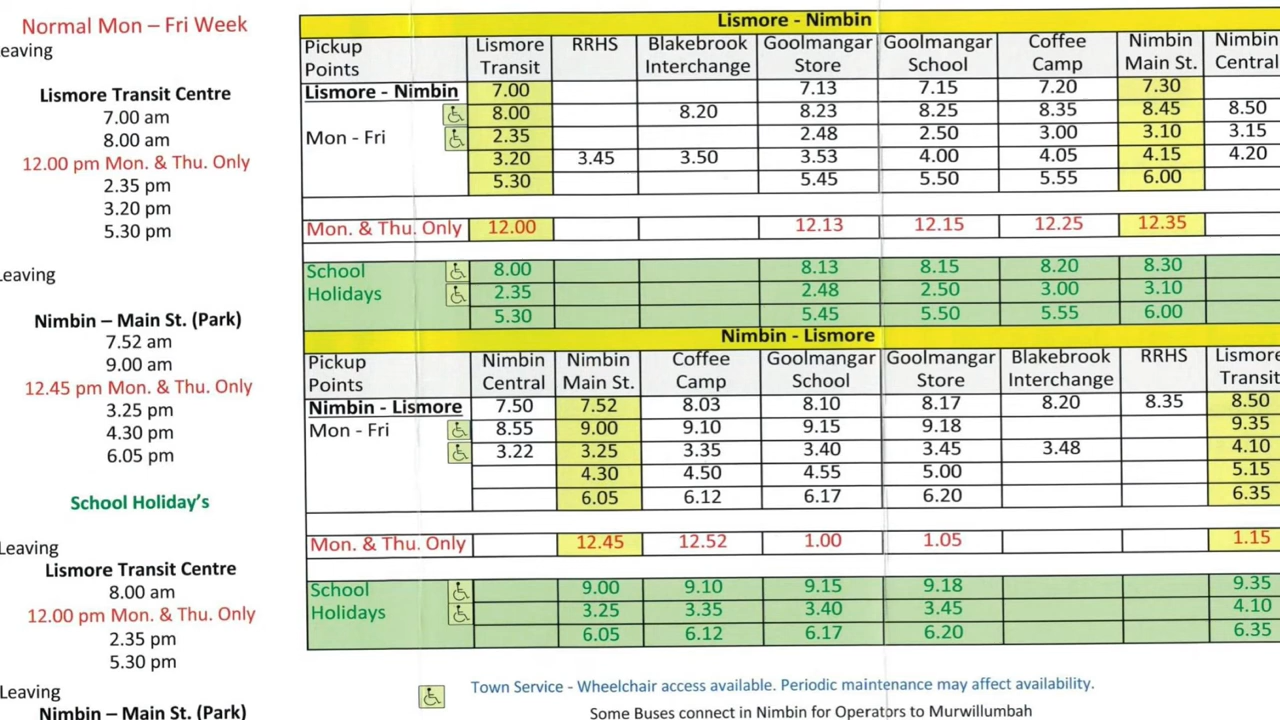 Normal Mon – Fri Week
eaving
Lismore Transit Centre
7.00 am
8.00 am
12.00 pm Mon. & Thu. Only
2.35 pm
3.20 pm
5.30 pm
eaving
Nimbin – Main St. (Park)
7.52 am
9.00 am
12.45 pm Mon. & Thu. Only
3.25 pm
4.30 pm
6.05 pm
School Holiday's
Leaving
Lismore Transit Centre
8.00 am
12.00 pm Mon. & Thu. Only
2.35 pm
5.30 pm
Leaving
Nimbin – Main St. (Park)
Lismore - Nimbin
Pickup Points Lismore Transit RRHS Blakebrook Interchange Goolmangar Store Goolmangar School Coffee Camp Nimbin Main St. Nimbin Central
Lismore - Nimbin 7.00 7.13 7.15 7.20 7.30
8.00 8.20 8.23 8.25 8.35 8.45 8.50
Mon - Fri 2.35 2.48 2.50 3.00 3.10 3.15
3.20 3.45 3.50 3.53 4.00 4.05 4.15 4.20
5.30 5.45 5.50 5.55 6.00
Mon. & Thu. Only 12.00 12.13 12.15 12.25 12.35
School 8.00 8.13 8.15 8.20 8.30
Holidays 2.35 2.48 2.50 3.00 3.10
5.30 5.45 5.50 5.55 6.00
Nimbin - Lismore
Pickup Points Nimbin Central Nimbin Main St. Coffee Camp Goolmangar School Goolmangar Store Blakebrook Interchange RRHS Lismore Transit
Nimbin - Lismore 7.50 7.52 8.03 8.10 8.17 8.20 8.35 8.50
Mon - Fri 8.55 9.00 9.10 9.15 9.18 9.35
3.22 3.25 3.35 3.40 3.45 3.48 4.10
4.30 4.50 4.55 5.00 5.15
6.05 6.12 6.17 6.20 6.35
Mon. & Thu. Only 12.45 12.52 1.00 1.05 1.15
School 9.00 9.10 9.15 9.18 9.35
Holidays 3.25 3.35 3.40 3.45 4.10
6.05 6.12 6.17 6.20 6.35
Town Service - Wheelchair access available. Periodic maintenance may affect availability.
Some Buses connect in Nimbin for Operators to Murwillumbah